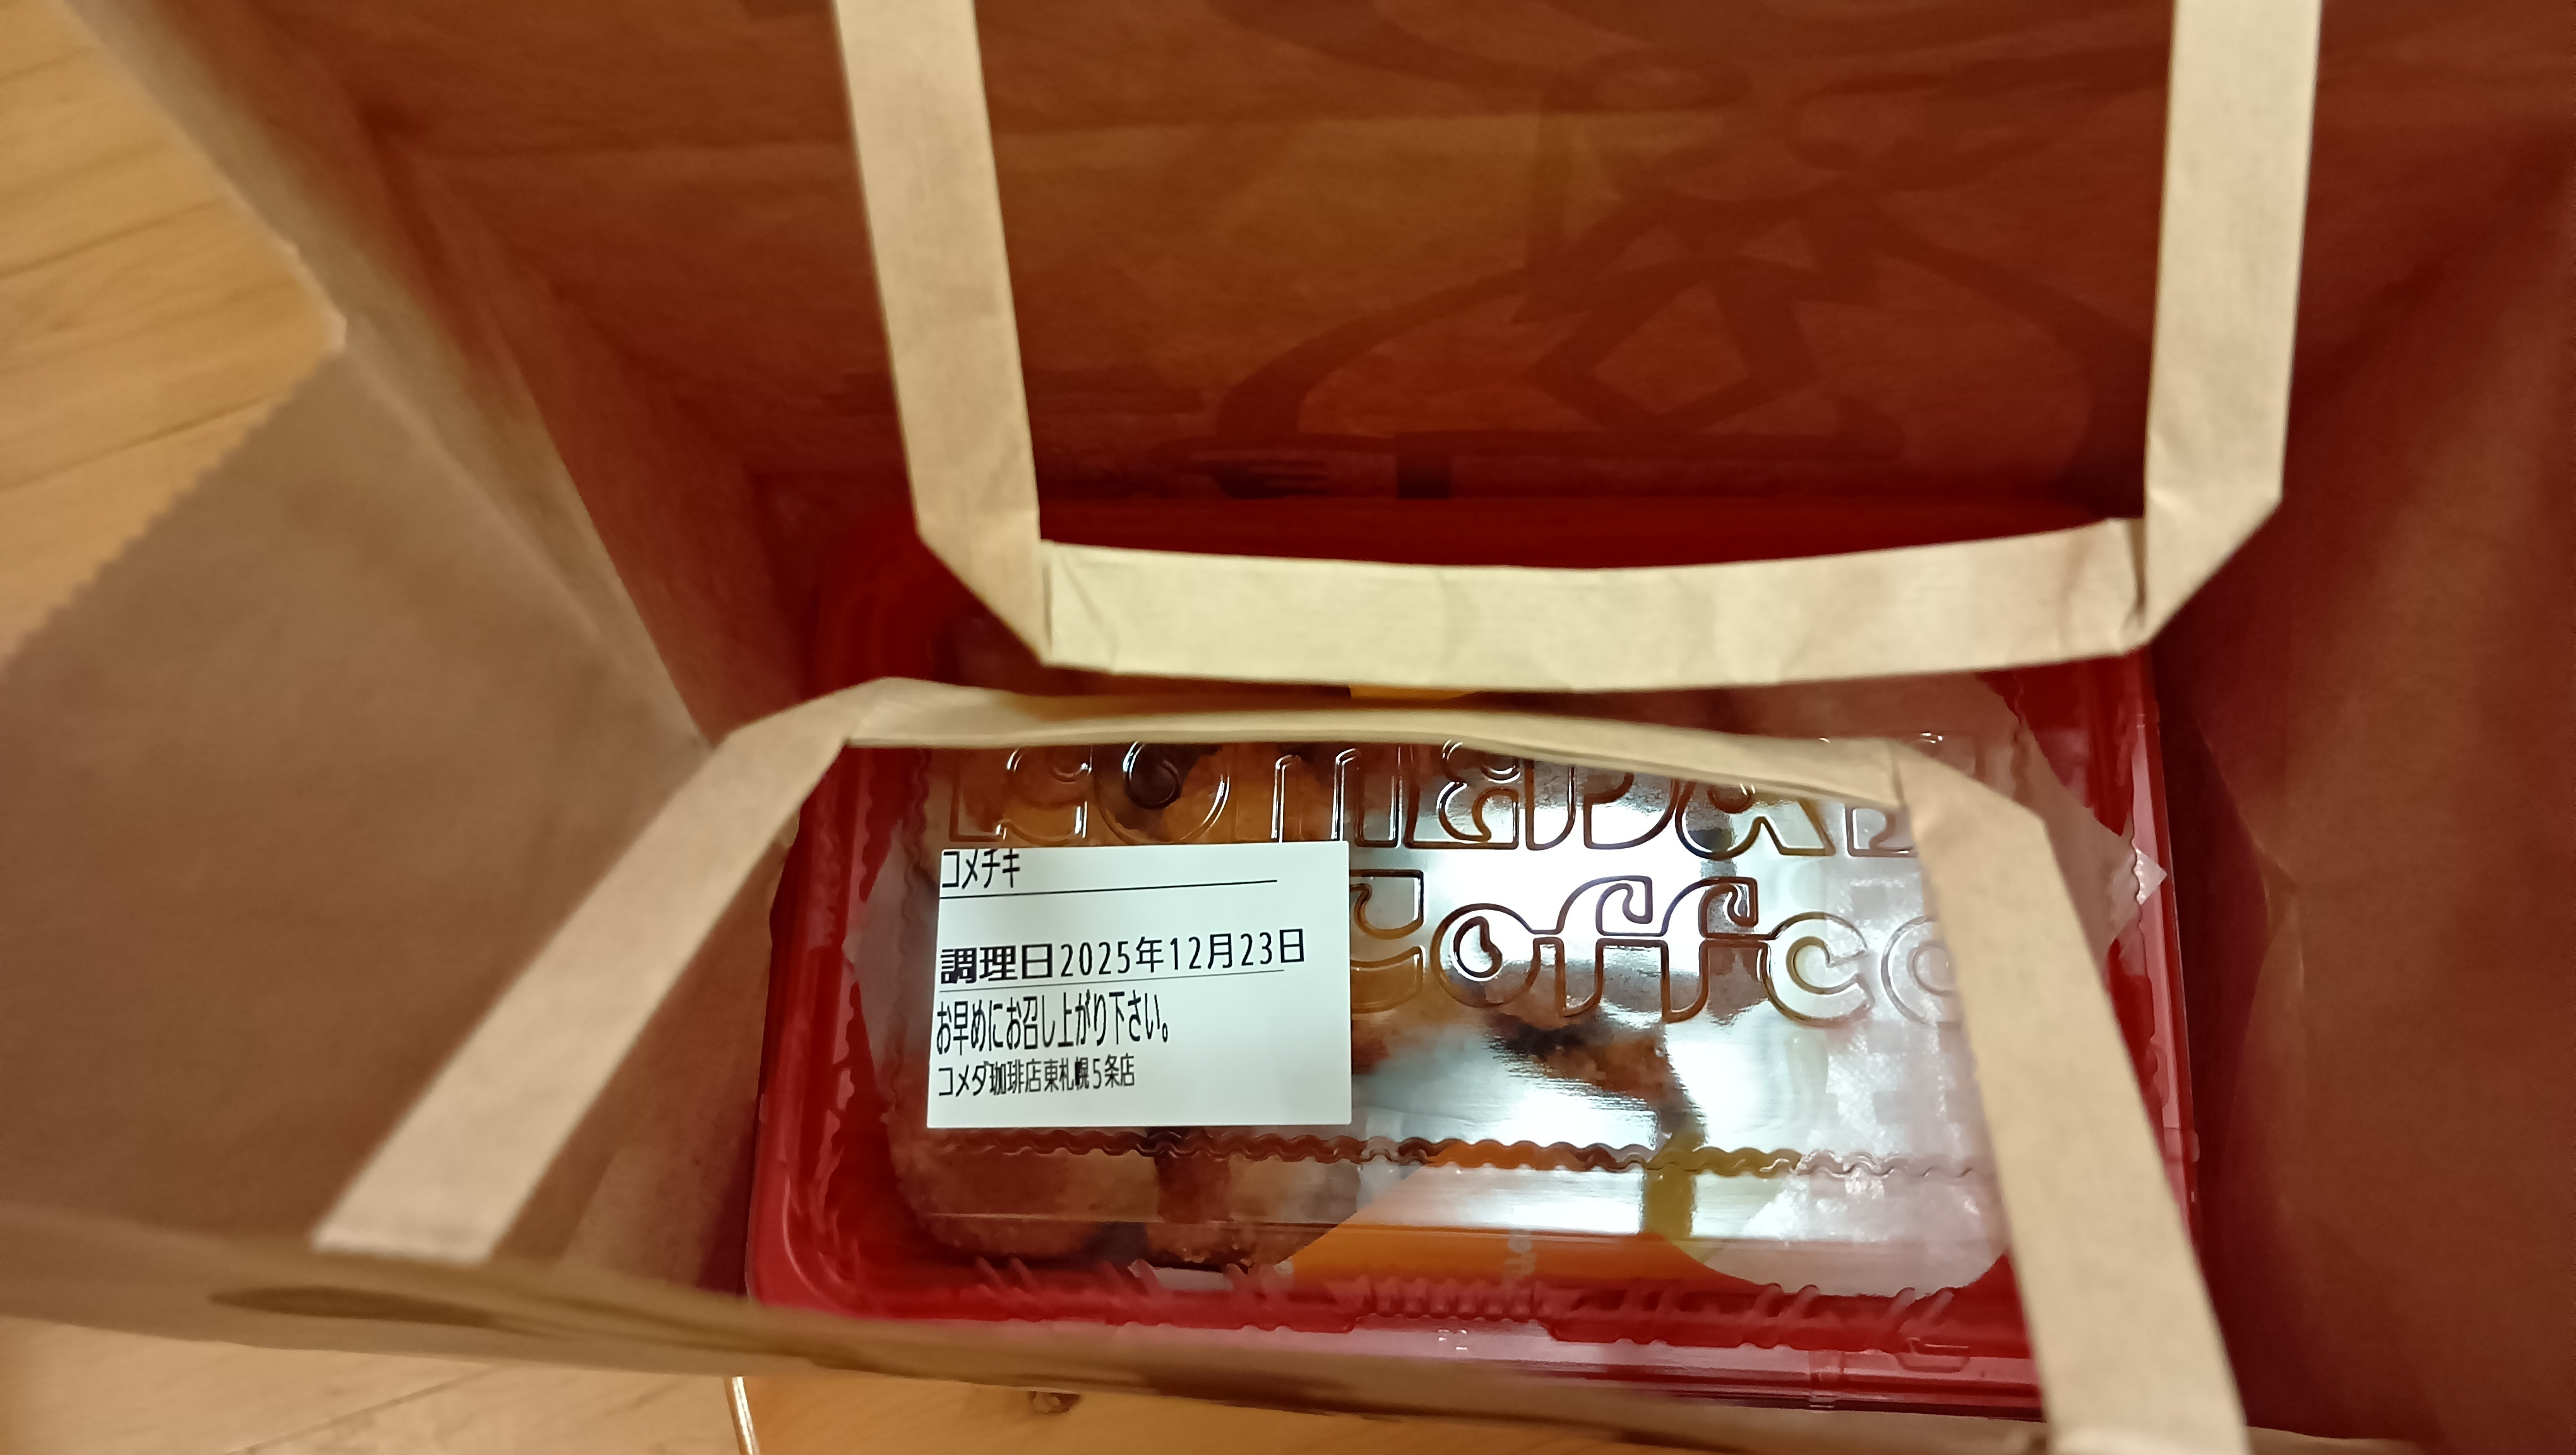 KOMEDA'S
Coffee
コメチキ
調理日2025年12月23日
お早めにお召し上がり下さい。
コメダ珈琲店東札幌5条店